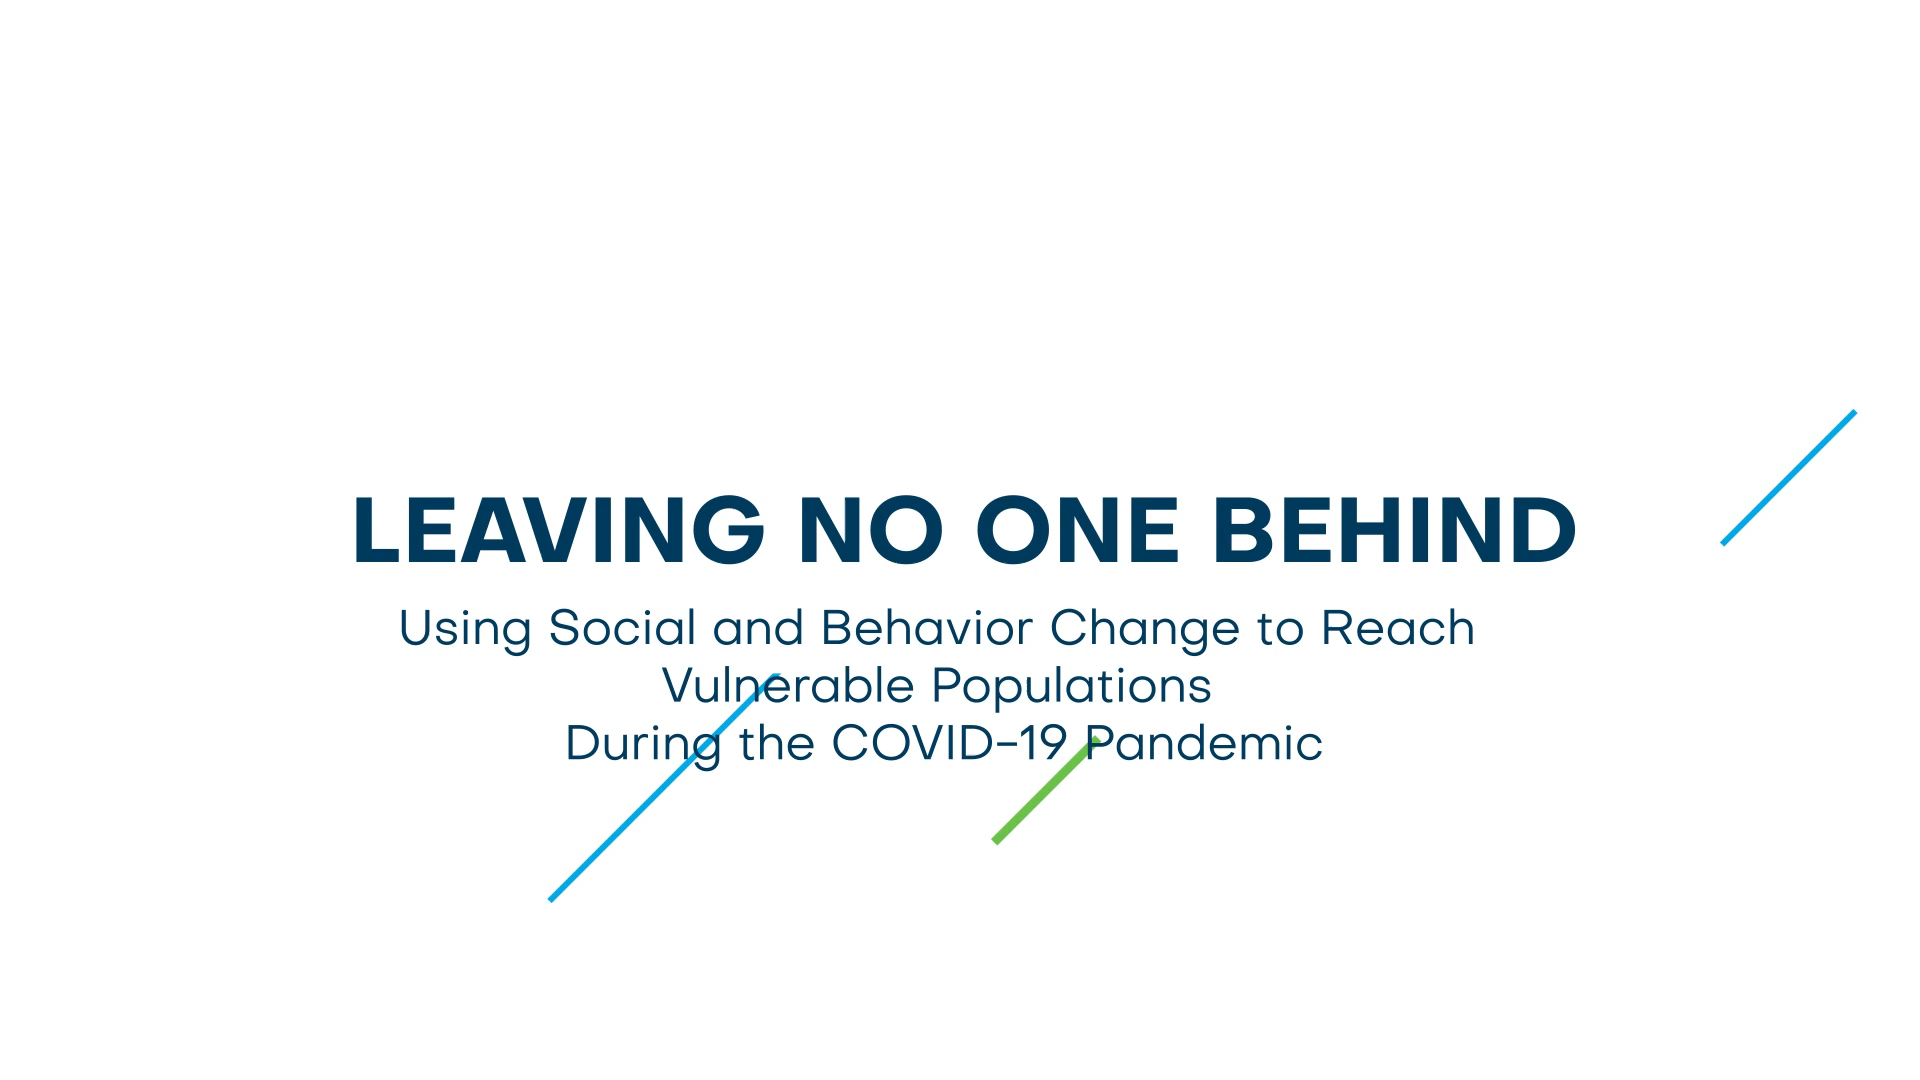 LEAVING NO ONE BEHIND
Using Social and Behavior Change to Reach
Vulnerable Populations
During the COVID-19 Pandemic